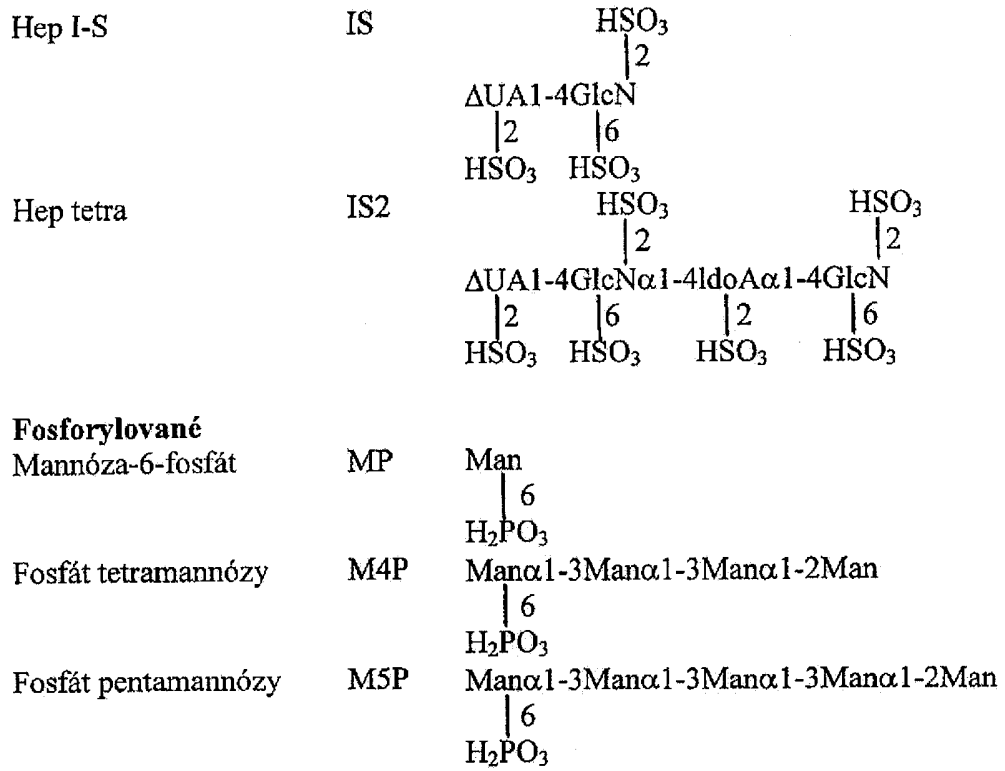 Hep I-S IS HSO₃
2
ΔUA1-4GlcN
2 6
HSO₃ HSO₃
Hep tetra IS2 HSO₃ HSO₃
2 2
ΔUA1-4GlcNα1-4ldoAα1-4GlcN
2 6 2 6
HSO₃ HSO₃ HSO₃ HSO₃
Fosforylované
Mannóza-6-fosfát MP Man
6
H₂PO₃
Fosfát tetramannózy M4P Manα1-3Manα1-3Manα1-2Man
6
H₂PO₃
Fosfát pentamannózy M5P Manα1-3Manα1-3Manα1-3Manα1-2Man
6
H₂PO₃